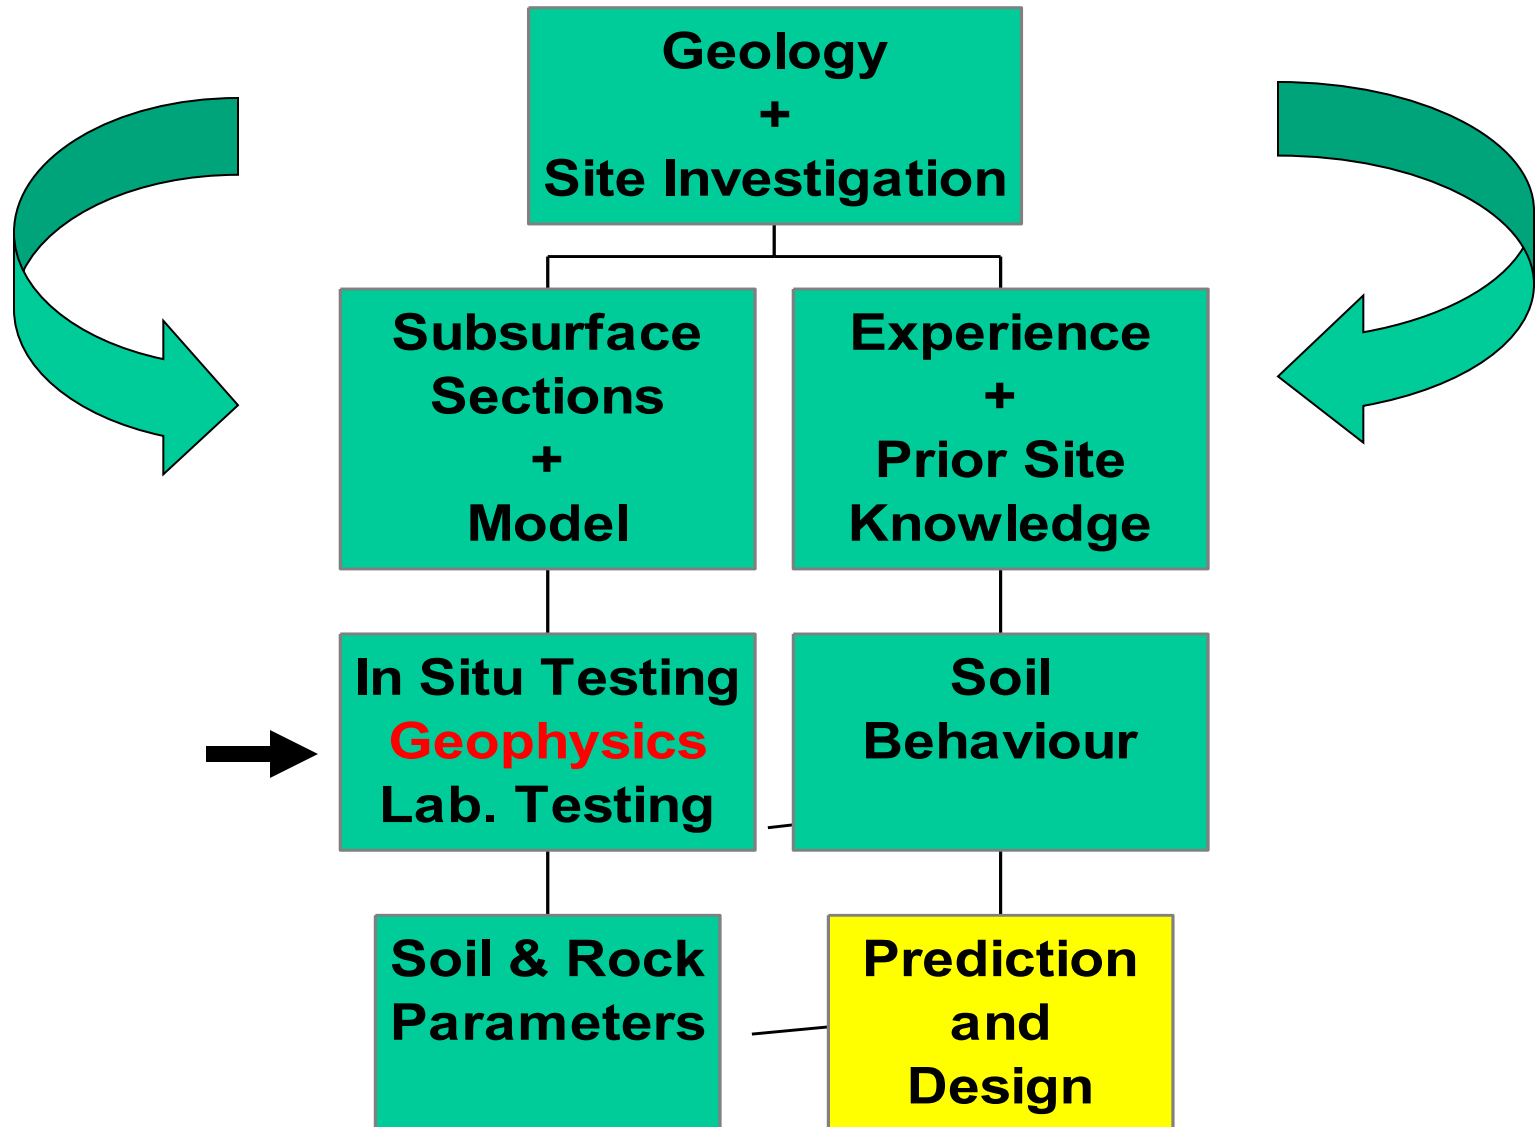 Geology
+
Site Investigation
Subsurface
Sections
+
Model
Experience
+
Prior Site
Knowledge
In Situ Testing
Geophysics
Lab. Testing
Soil
Behaviour
Soil & Rock
Parameters
Prediction
and
Design